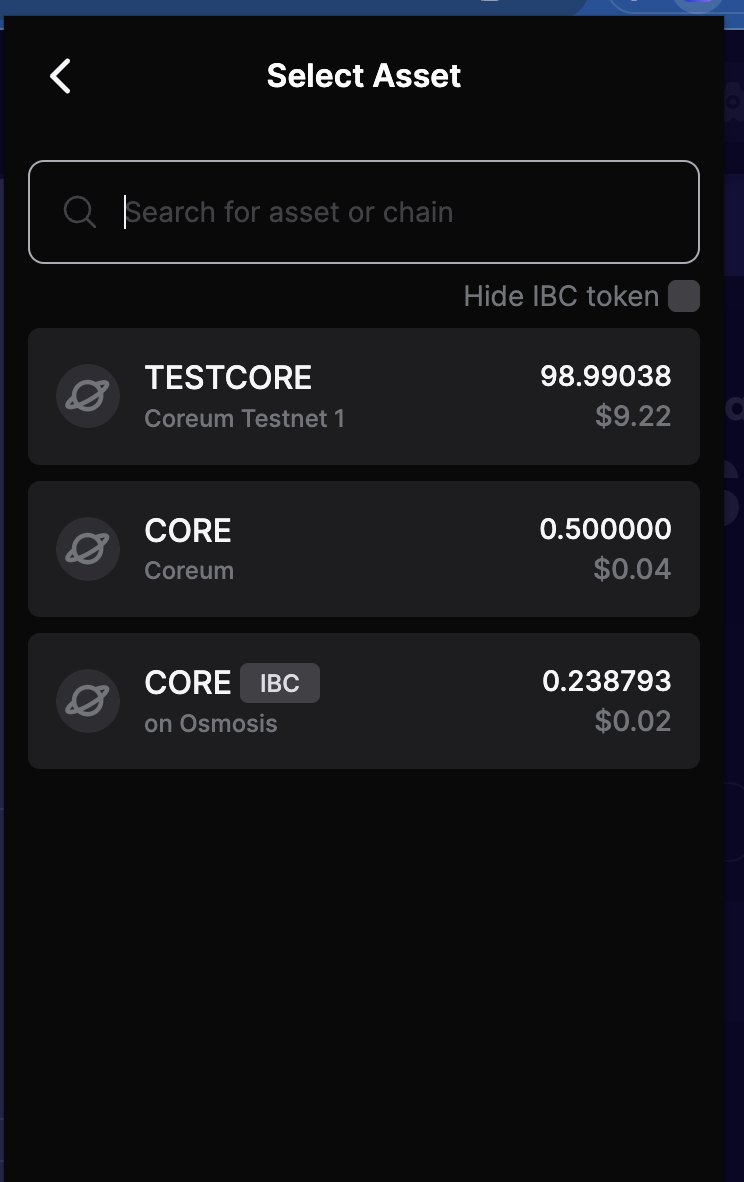 Select Asset
Search for asset or chain
Hide IBC token
TESTCORE 98.99038
Coreum Testnet 1 $9.22
CORE 0.500000
Coreum $0.04
CORE IBC 0.238793
on Osmosis $0.02